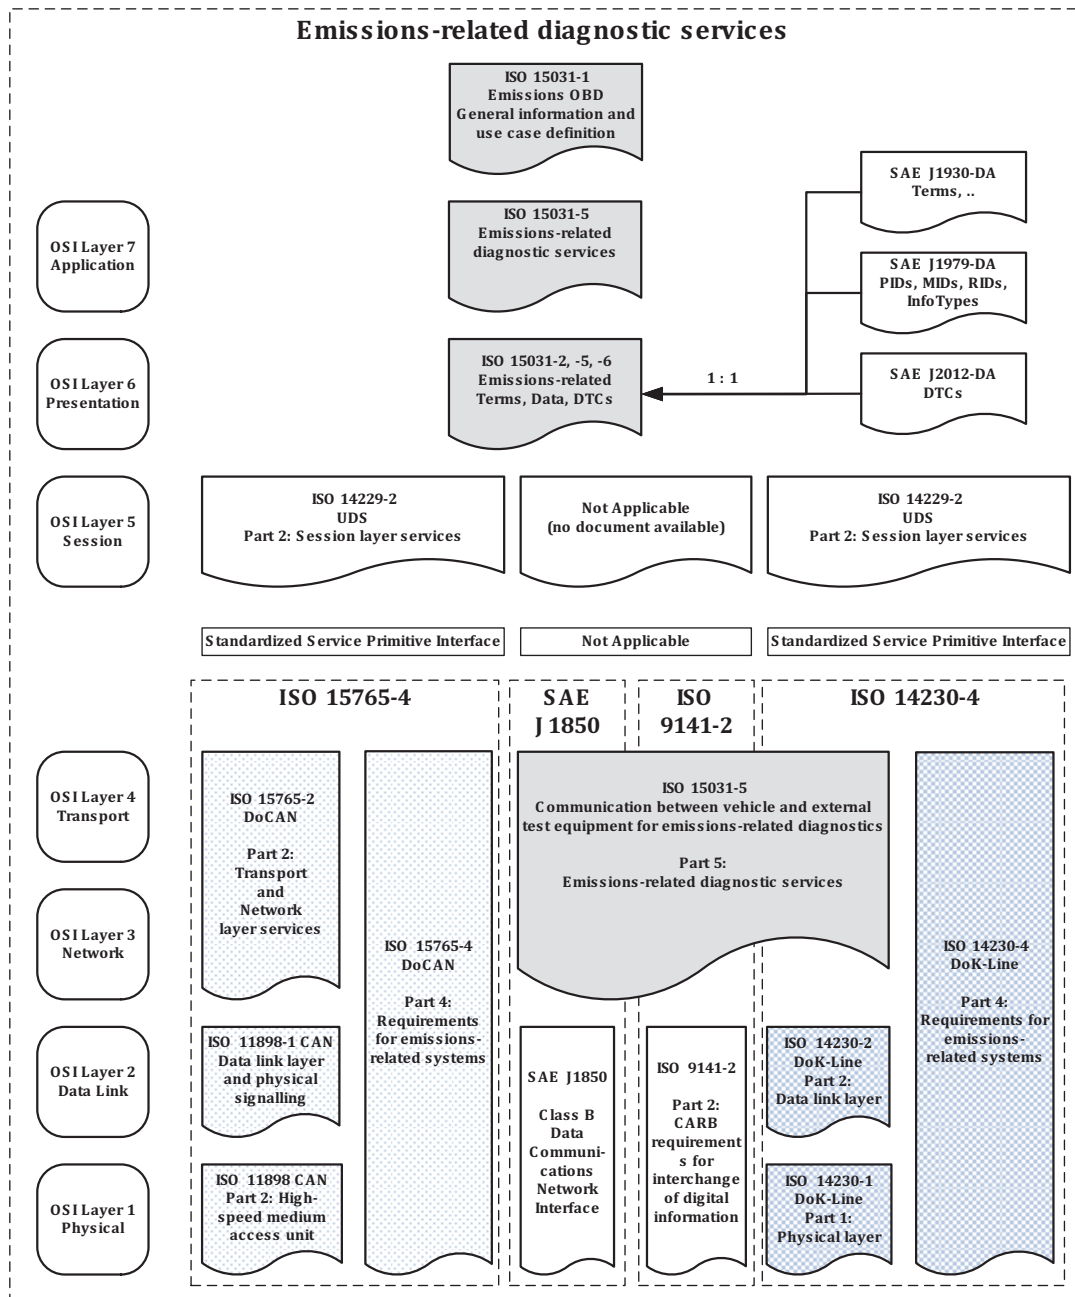 Emissions-related diagnostic services
ISO 15031-1
Emissions OBD
General information and
use case definition
SAE J1930-DA
Terms, ..
OSI Layer 7
Application
ISO 15031-5
Emissions-related
diagnostic services
SAE J1979-DA
PIDs, MIDs, RIDs,
InfoTypes
OSI Layer 6
Presentation
ISO 15031-2, -5, -6
Emissions-related
Terms, Data, DTCs
1 : 1
SAE J2012-DA
DTCs
OSI Layer 5
Session
ISO 14229-2
UDS
Part 2: Session layer services
Not Applicable
(no document available)
ISO 14229-2
UDS
Part 2: Session layer services
Standardized Service Primitive Interface
Not Applicable
Standardized Service Primitive Interface
ISO 15765-4
SAE
J1850
ISO
9141-2
ISO 14230-4
OSI Layer 4
Transport
ISO 15765-2
DoCAN
Part 2:
Transport
and
Network
layer services
ISO 15031-5
Communication between vehicle and external
test equipment for emissions-related diagnostics
Part 5:
Emissions-related diagnostic services
OSI Layer 3
Network
ISO 15765-4
DoCAN
Part 4:
Requirements
for emissions-
related systems
ISO 14230-4
DoK-Line
Part 4:
Requirements for
emissions-
related systems
OSI Layer 2
Data Link
ISO 11898-1 CAN
Data link layer
and physical
signalling
SAE J1850
Class B
Data
Communi-
cations
Network
Interface
ISO 9141-2
Part 2:
CARB
requirement
s for
interchange
of digital
information
ISO 14230-2
DoK-Line
Part 2:
Data link layer
OSI Layer 1
Physical
ISO 11898 CAN
Part 2: High-
speed medium
access unit
ISO 14230-1
DoK-Line
Part 1:
Physical layer